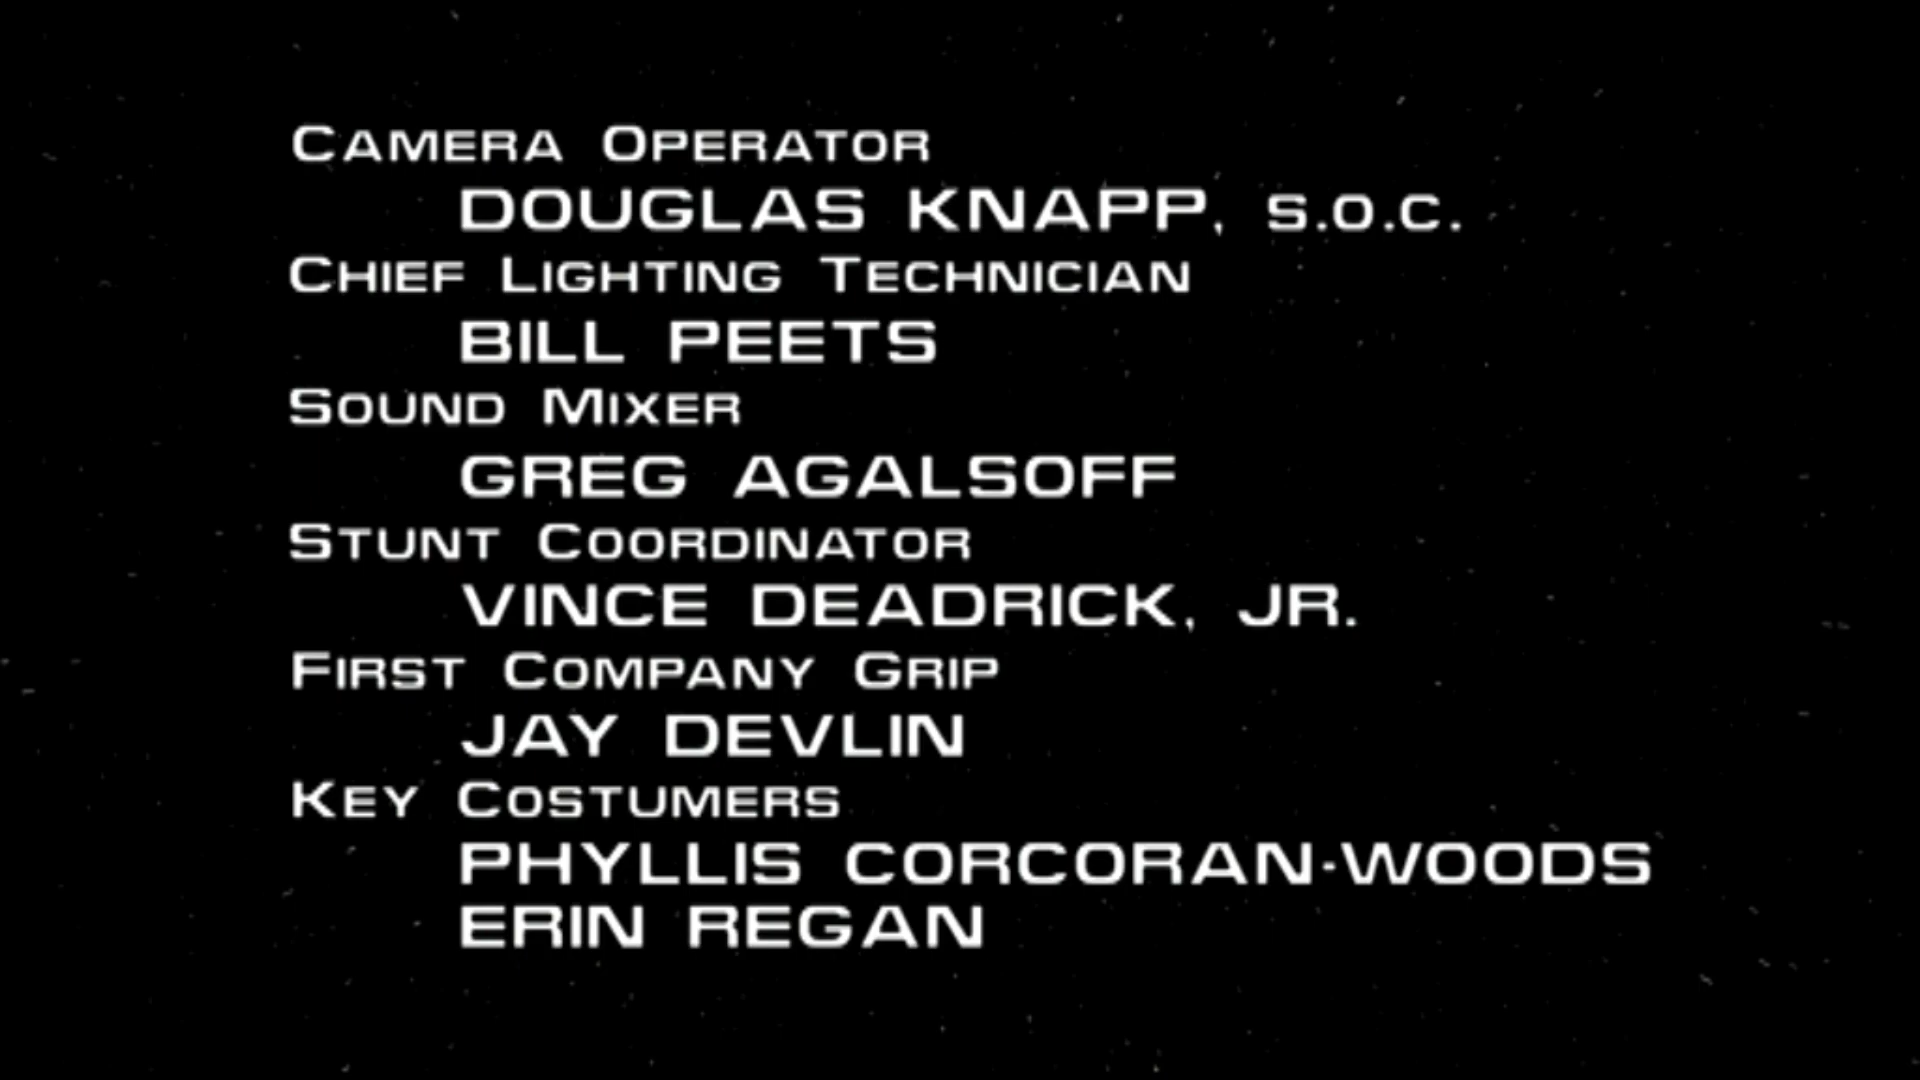 Camera Operator
DOUGLAS KNAPP, S.O.C.
Chief Lighting Technician
BILL PEETS
Sound Mixer
GREG AGALSOFF
Stunt Coordinator
VINCE DEADRICK, JR.
First Company Grip
JAY DEVLIN
Key Costumers
PHYLLIS CORCORAN-WOODS
ERIN REGAN